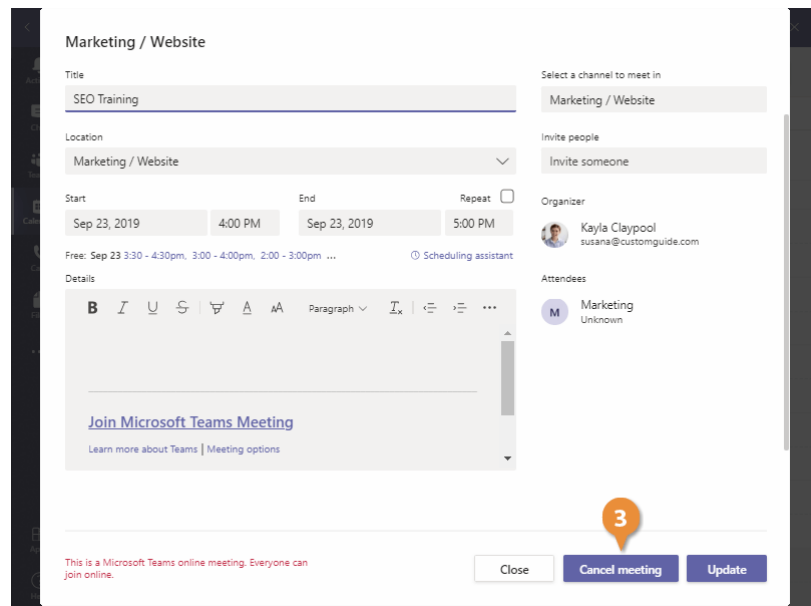 Marketing / Website
Title
SEO Training
Location
Marketing / Website
Start
End
Repeat
Sep 23, 2019
4:00 PM
Sep 23, 2019
5:00 PM
Free: Sep 23 3:30 - 4:30pm, 3:00 - 4:00pm, 2:00 - 3:00pm ...
Scheduling assistant
Details
B I U S A AA Paragraph Tx ...
Join Microsoft Teams Meeting
Learn more about Teams | Meeting options
Select a channel to meet in
Marketing / Website
Invite people
Invite someone
Organizer
Kayla Claypool
susana@customguide.com
Attendees
M
Marketing
Unknown
3
This is a Microsoft Teams online meeting. Everyone can
join online.
Close
Cancel meeting
Update